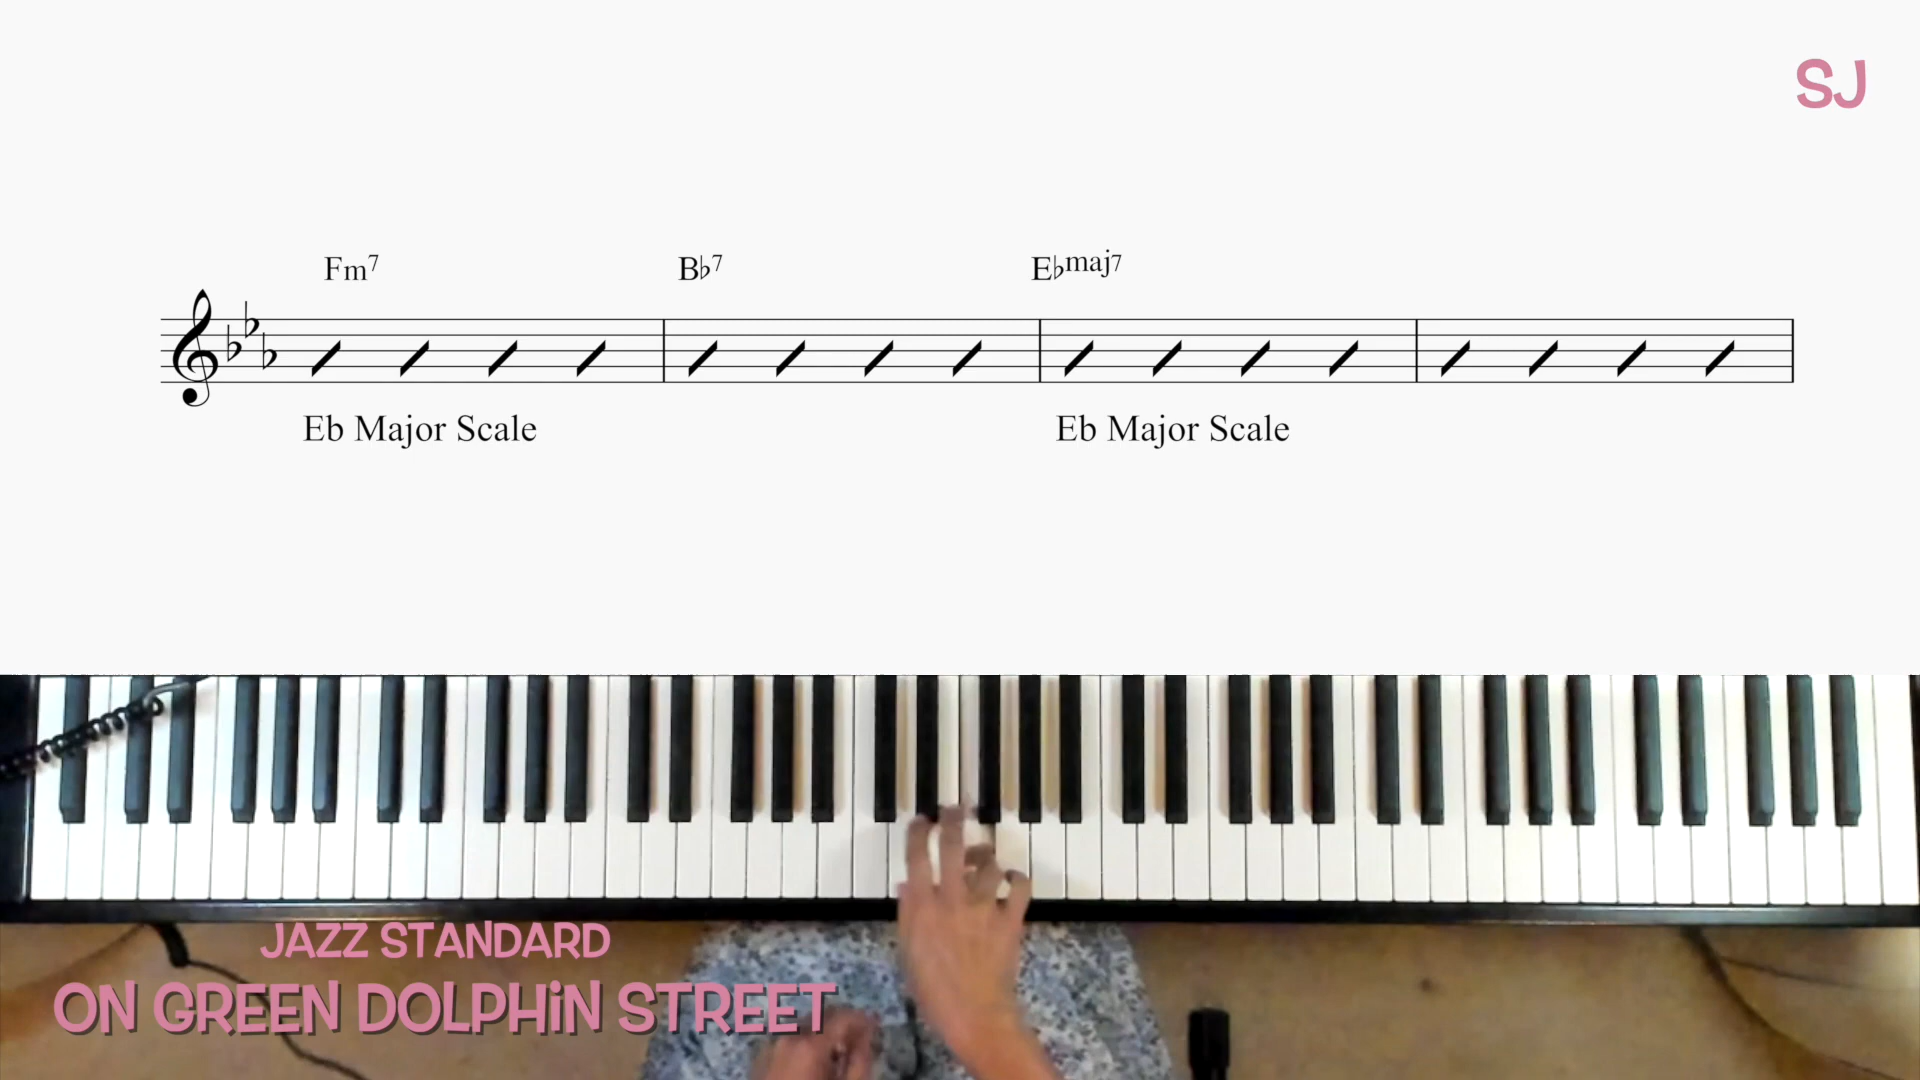 SJ
Fm7 B♭7 E♭maj7
Eb Major Scale Eb Major Scale
JAZZ STANDARD
ON GREEN DOLPHiN STREET